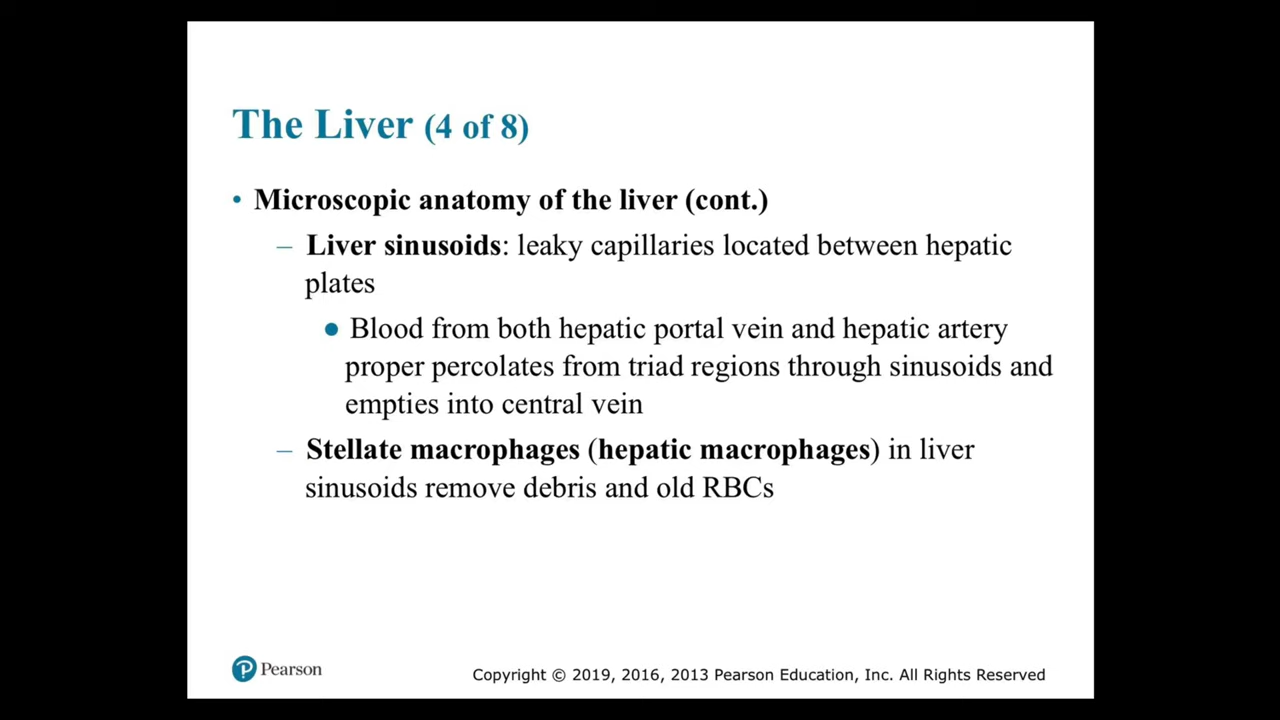 The Liver (4 of 8)
• Microscopic anatomy of the liver (cont.)
– Liver sinusoids: leaky capillaries located between hepatic
plates
● Blood from both hepatic portal vein and hepatic artery
proper percolates from triad regions through sinusoids and
empties into central vein
– Stellate macrophages (hepatic macrophages) in liver
sinusoids remove debris and old RBCs
Pearson
Copyright © 2019, 2016, 2013 Pearson Education, Inc. All Rights Reserved